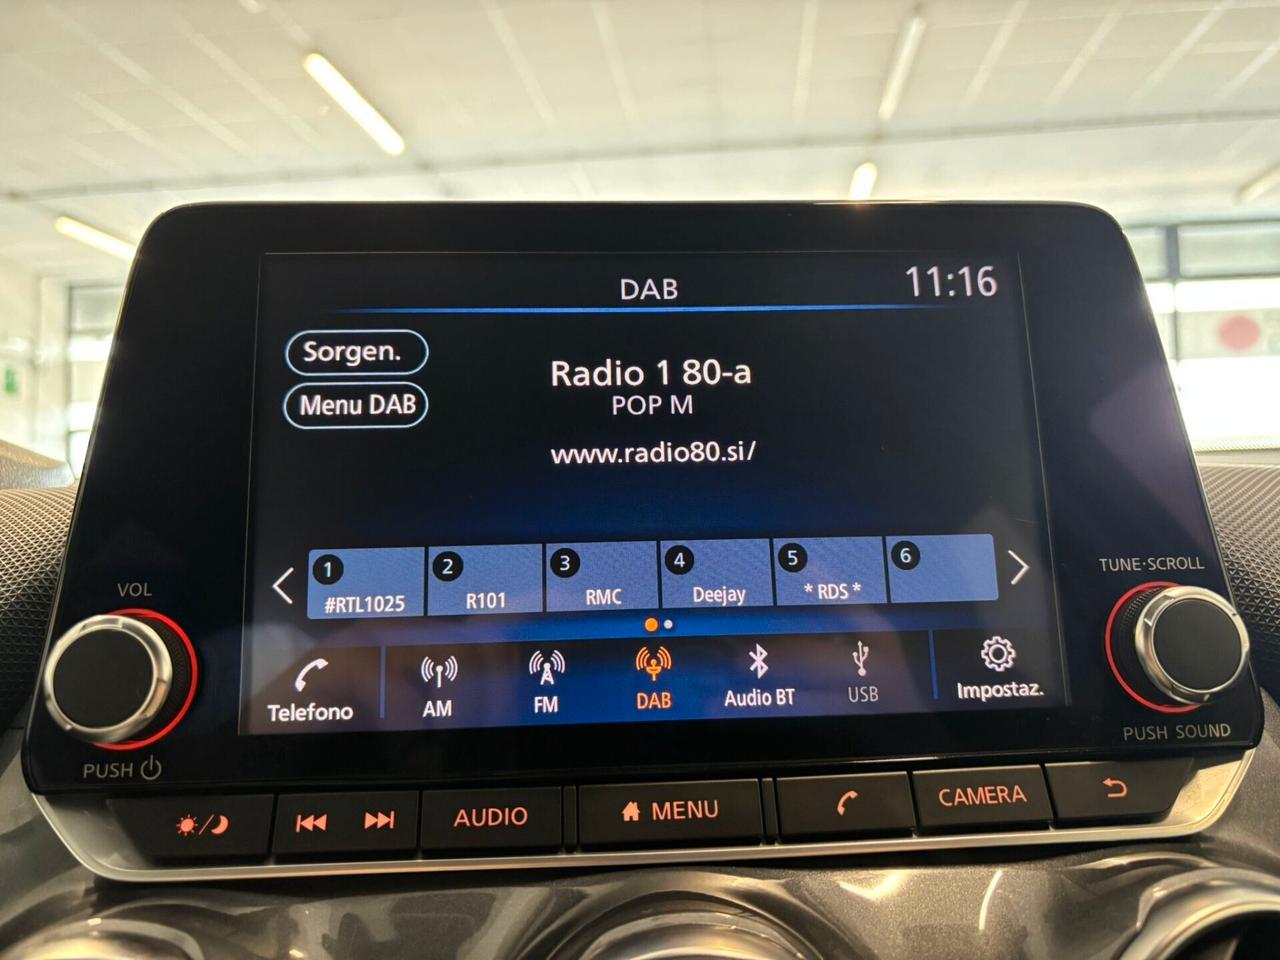 DAB
11:16
Sorgen.
Menu DAB
Radio 1 80-a
POP M
www.radio80.si/
1
#RTL1025
2
R101
3
RMC
4
Deejay
5
* RDS *
6
VOL
PUSH
TUNE·SCROLL
PUSH SOUND
Telefono
AM
FM
DAB
Audio BT
USB
Impostaz.
AUDIO
MENU
CAMERA